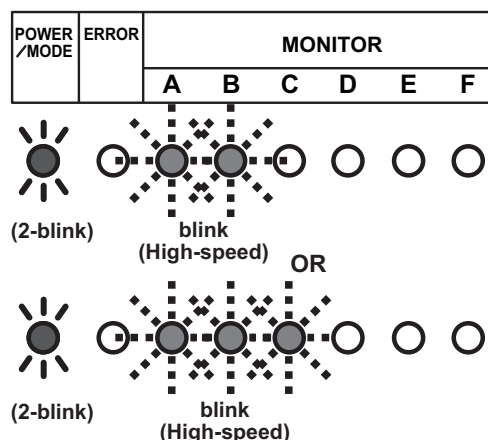 POWER ERROR MONITOR
/MODE
A B C D E F
(2-blink) blink
(High-speed)
OR
(2-blink) blink
(High-speed)